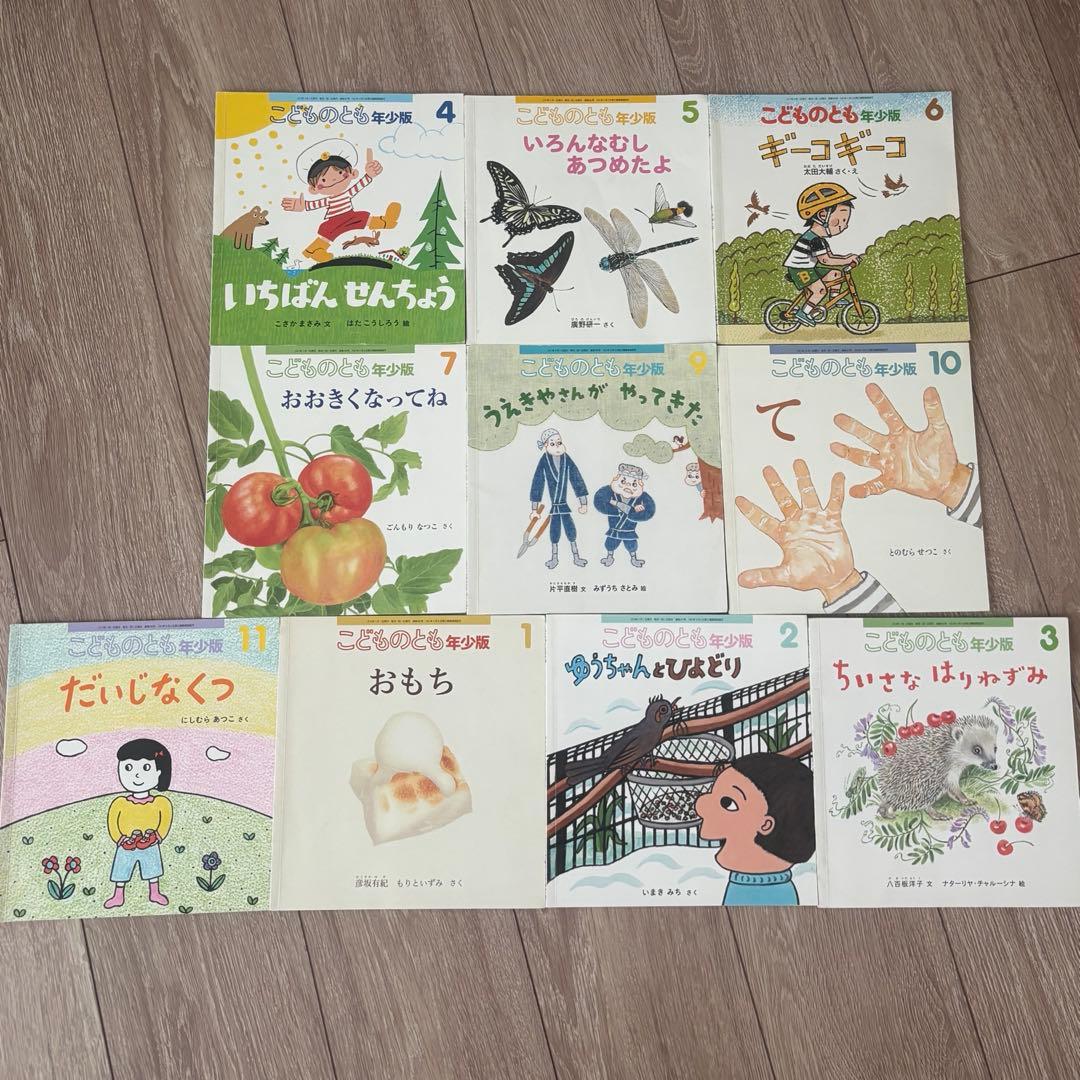 こどものとも 年少版 4
いちばん せんちょう
こさかまさみ 文 はたこうしろう 絵
こどものとも 年少版 5
いろんなむし
あつめたよ
廣野研一 さく
こどものとも 年少版 6
ギーコギーコ
太田大輔 さく・え
B
こどものとも 年少版 7
おおきくなってね
ごんもり なつこ さく
こどものとも 年少版 9
うえきやさんが やってきた
片平直樹 文 みずうち さとみ 絵
こどものとも 年少版 10
て
とのむら せつこ さく
こどものとも 年少版 11
だいじなくつ
にしむら あつこ さく
こどものとも 年少版 1
おもち
彦坂有紀 もりといずみ さく
こどものとも 年少版 2
ゆうちゃんとひよどり
いまき みち さく
こどものとも 年少版 3
ちいさな はりねずみ
八百板洋子 文 ナターリヤ・チャルーシナ 絵